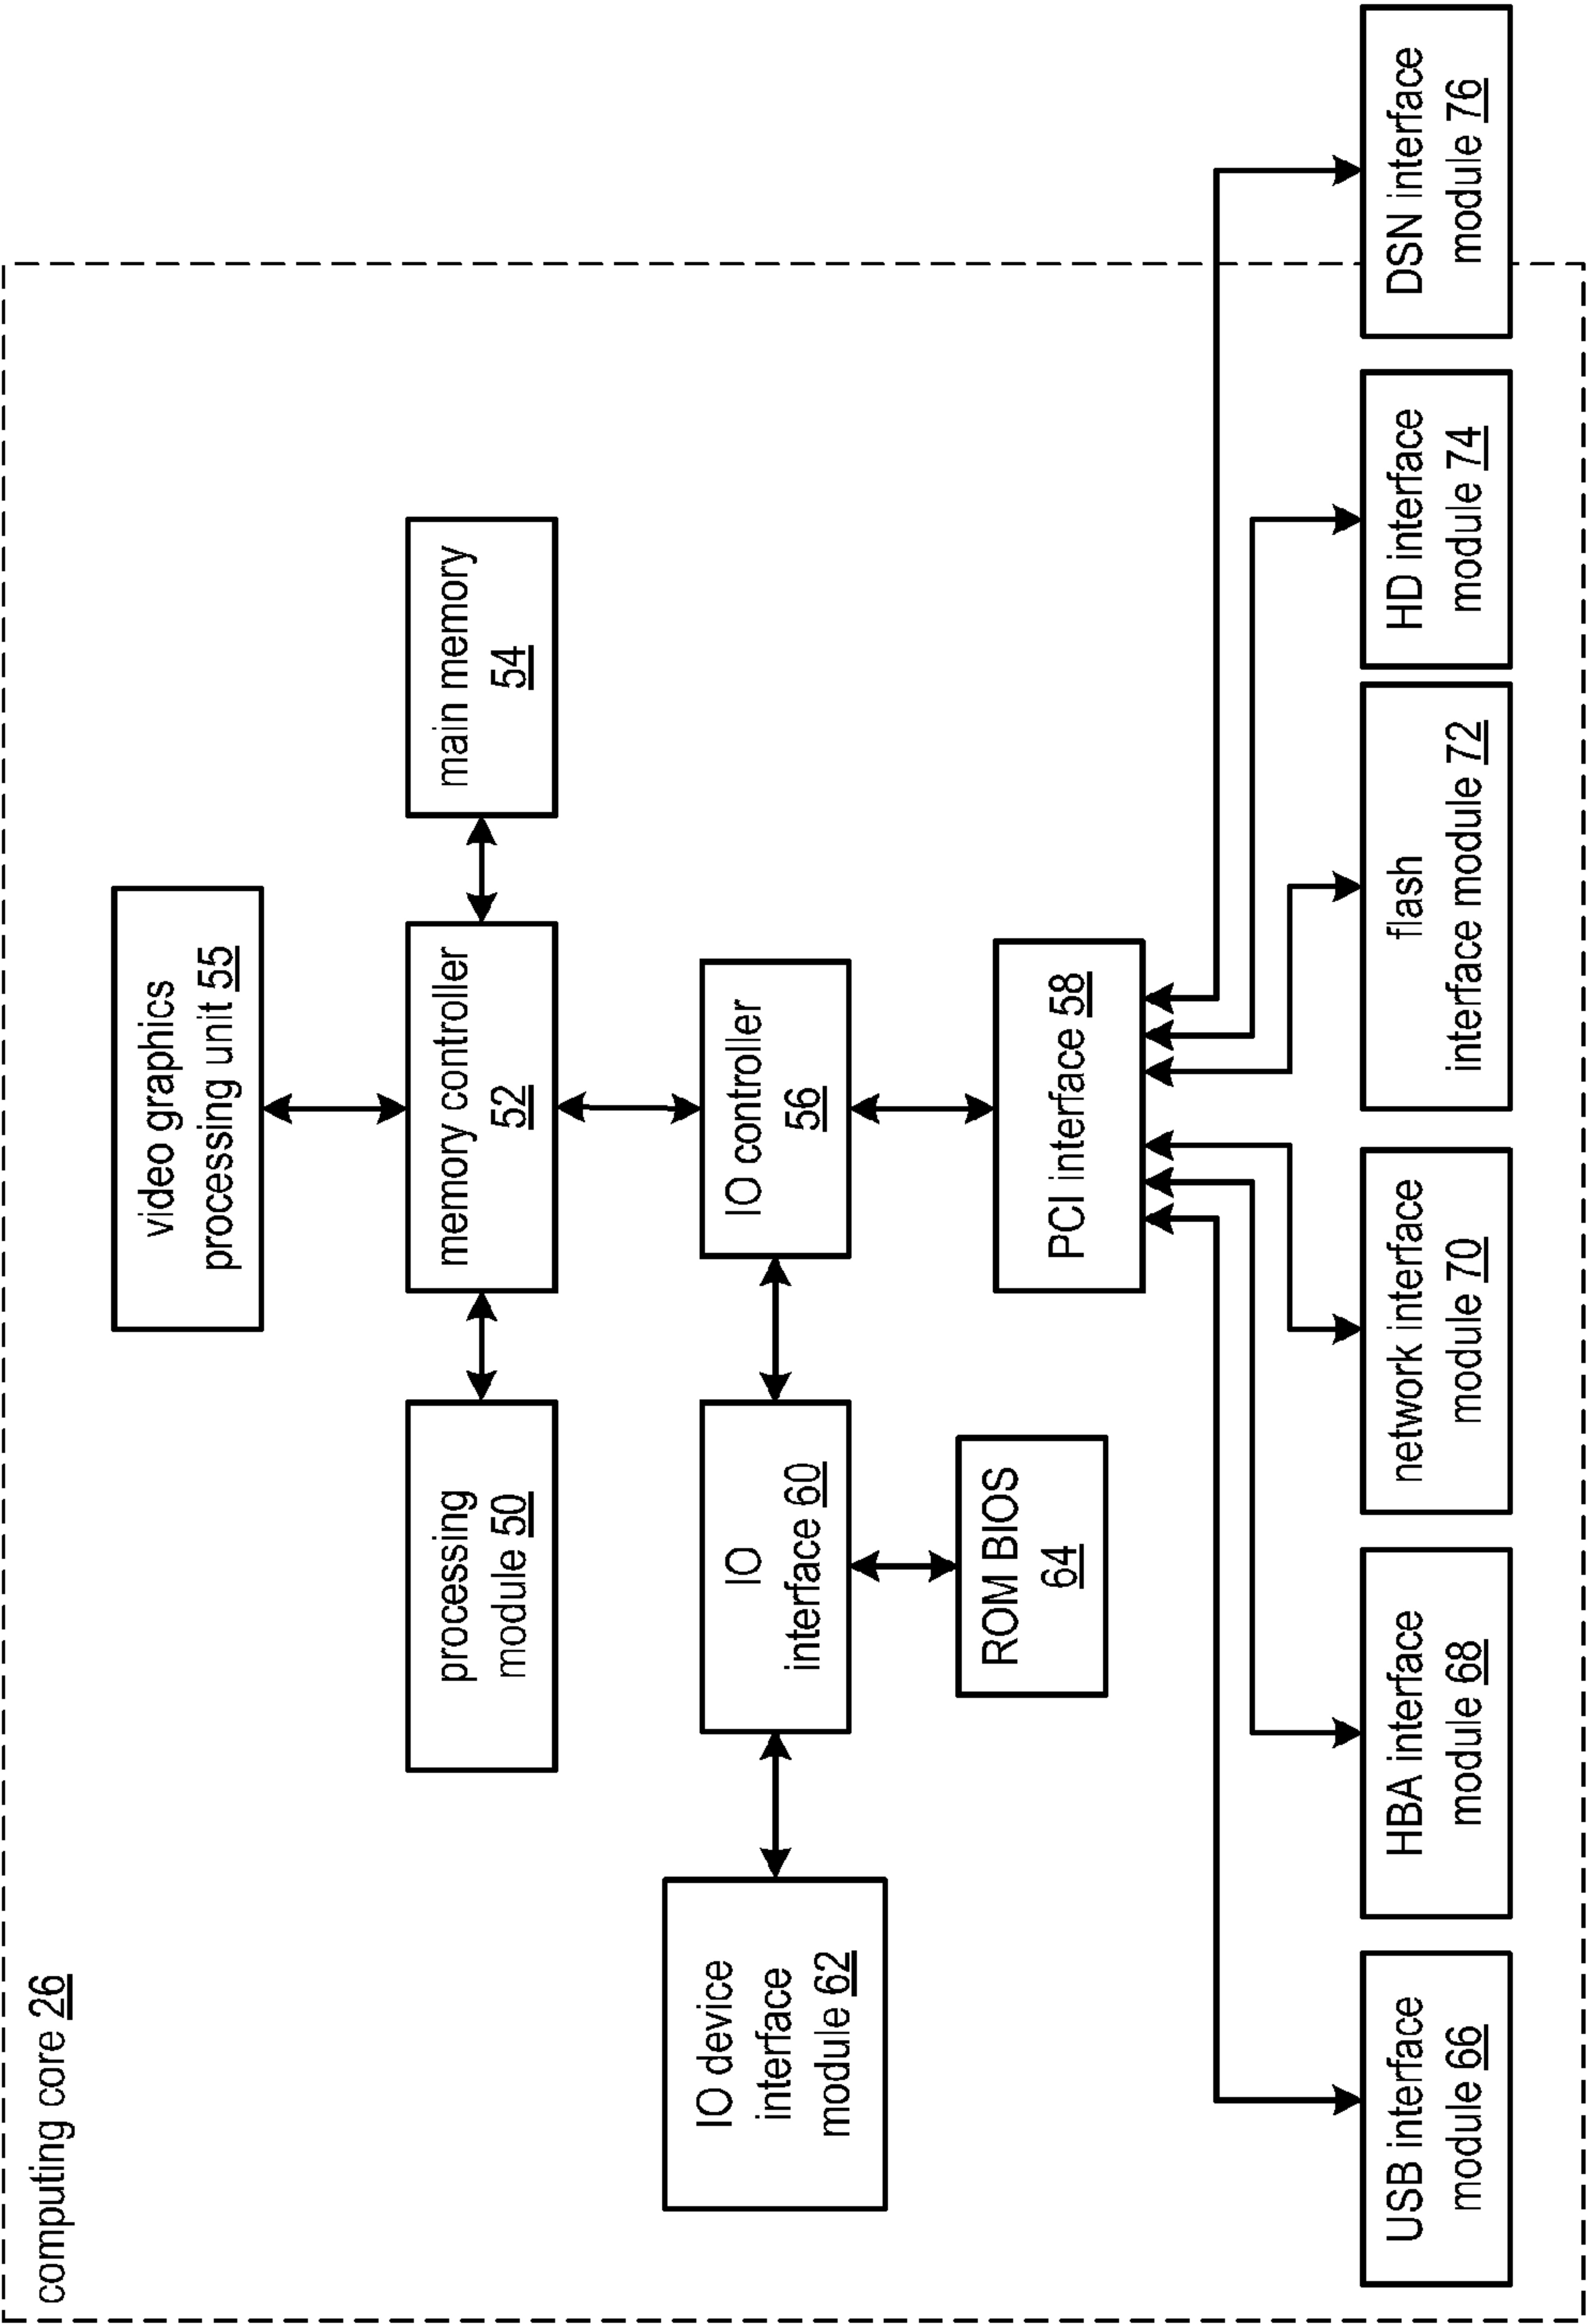 computing core 26
video graphics
processing unit 55
processing
module 50
memory controller
52
main memory
54
IO device
interface
module 62
IO
interface 60
IO controller
56
ROM BIOS
64
PCI interface 58
USB interface
module 66
HBA interface
module 68
network interface
module 70
flash
interface module 72
HD interface
module 74
DSN interface
module 76